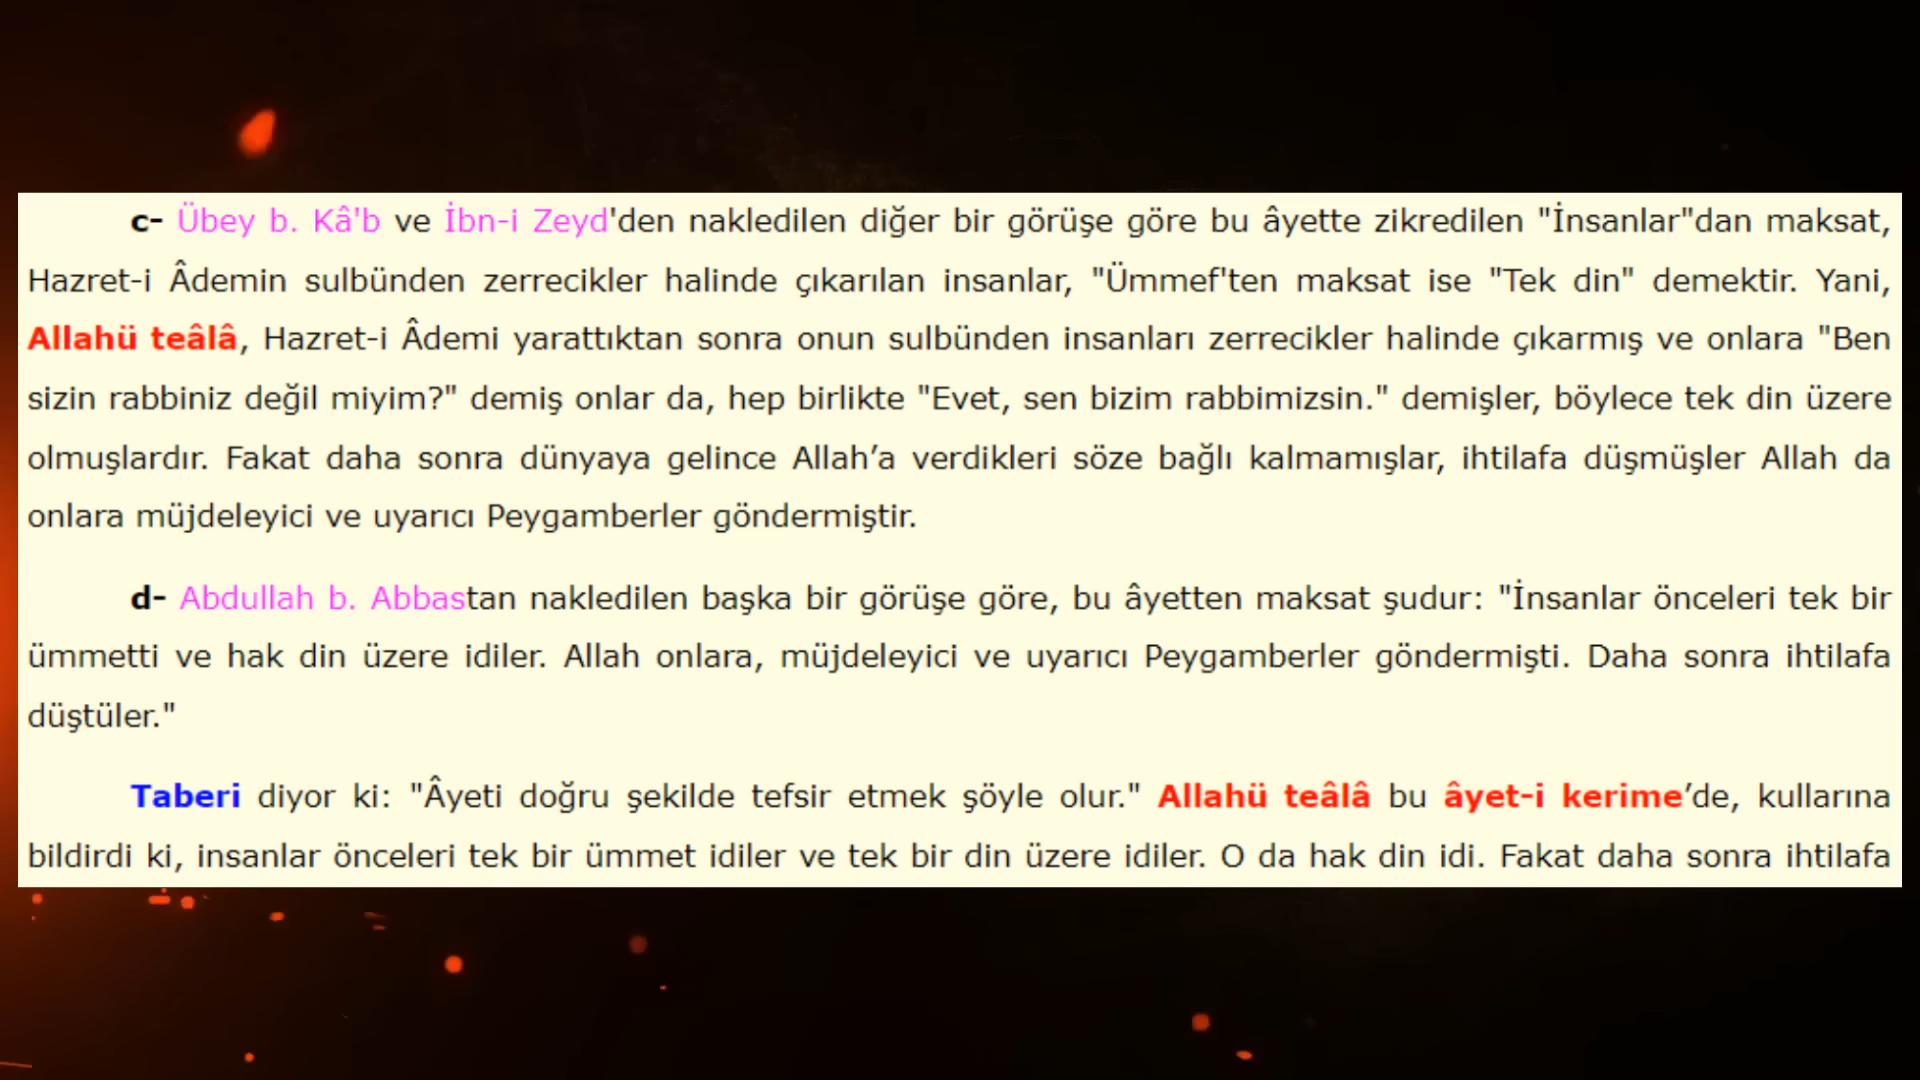 c- Übey b. Kâ'b ve İbn-i Zeyd'den nakledilen diğer bir görüşe göre bu âyette zikredilen "İnsanlar"dan maksat,
Hazret-i Âdemin sulbünden zerrecikler halinde çıkarılan insanlar, "Ümmef'ten maksat ise "Tek din" demektir. Yani,
Allahü teâlâ, Hazret-i Âdemi yarattıktan sonra onun sulbünden insanları zerrecikler halinde çıkarmış ve onlara "Ben
sizin rabbiniz değil miyim?" demiş onlar da, hep birlikte "Evet, sen bizim rabbimizsin." demişler, böylece tek din üzere
olmuşlardır. Fakat daha sonra dünyaya gelince Allah’a verdikleri söze bağlı kalmamışlar, ihtilafa düşmüşler Allah da
onlara müjdeleyici ve uyarıcı Peygamberler göndermiştir.
d- Abdullah b. Abbastan nakledilen başka bir görüşe göre, bu âyetten maksat şudur: "İnsanlar önceleri tek bir
ümmetti ve hak din üzere idiler. Allah onlara, müjdeleyici ve uyarıcı Peygamberler göndermişti. Daha sonra ihtilafa
düştüler."
Taberi diyor ki: "Âyeti doğru şekilde tefsir etmek şöyle olur." Allahü teâlâ bu âyet-i kerime’de, kullarına
bildirdi ki, insanlar önceleri tek bir ümmet idiler ve tek bir din üzere idiler. O da hak din idi. Fakat daha sonra ihtilafa